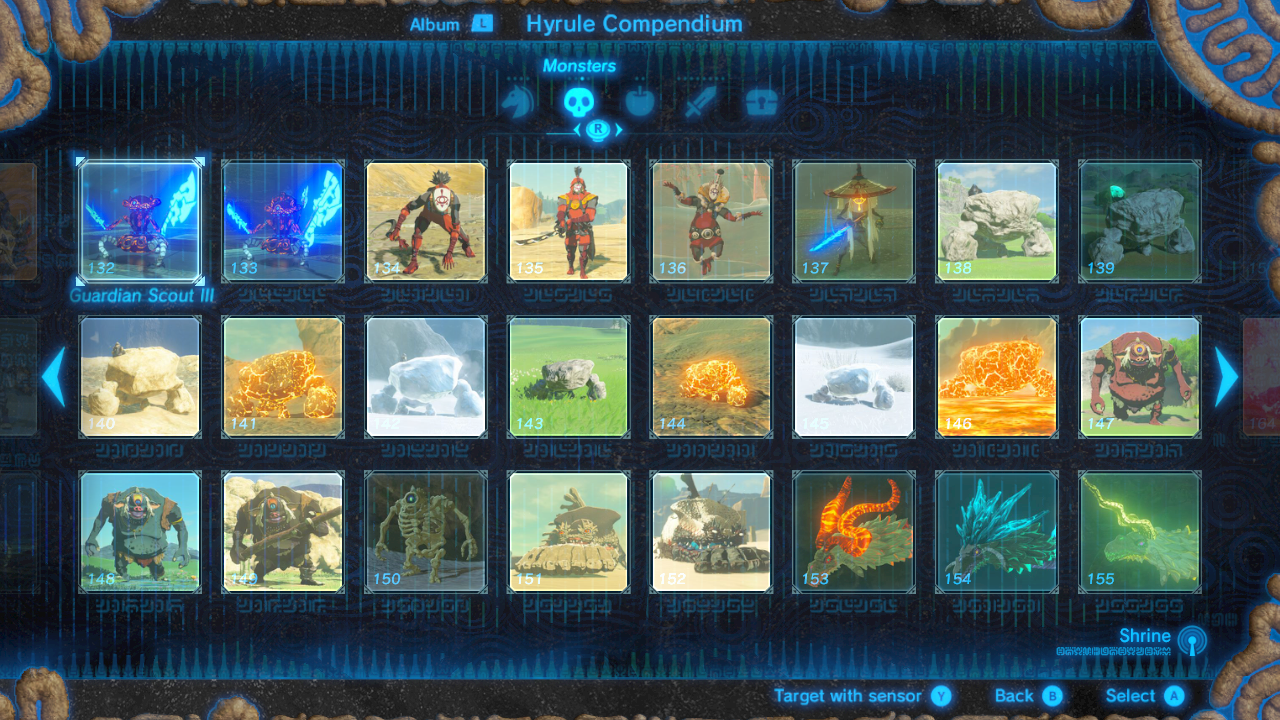 Album L Hyrule Compendium
Monsters
R
132 133 134 135 136 137 138 139
Guardian Scout III
140 141 142 143 144 145 146 147 164
148 149 150 151 152 153 154 155
Shrine
Target with sensor Y Back B Select A